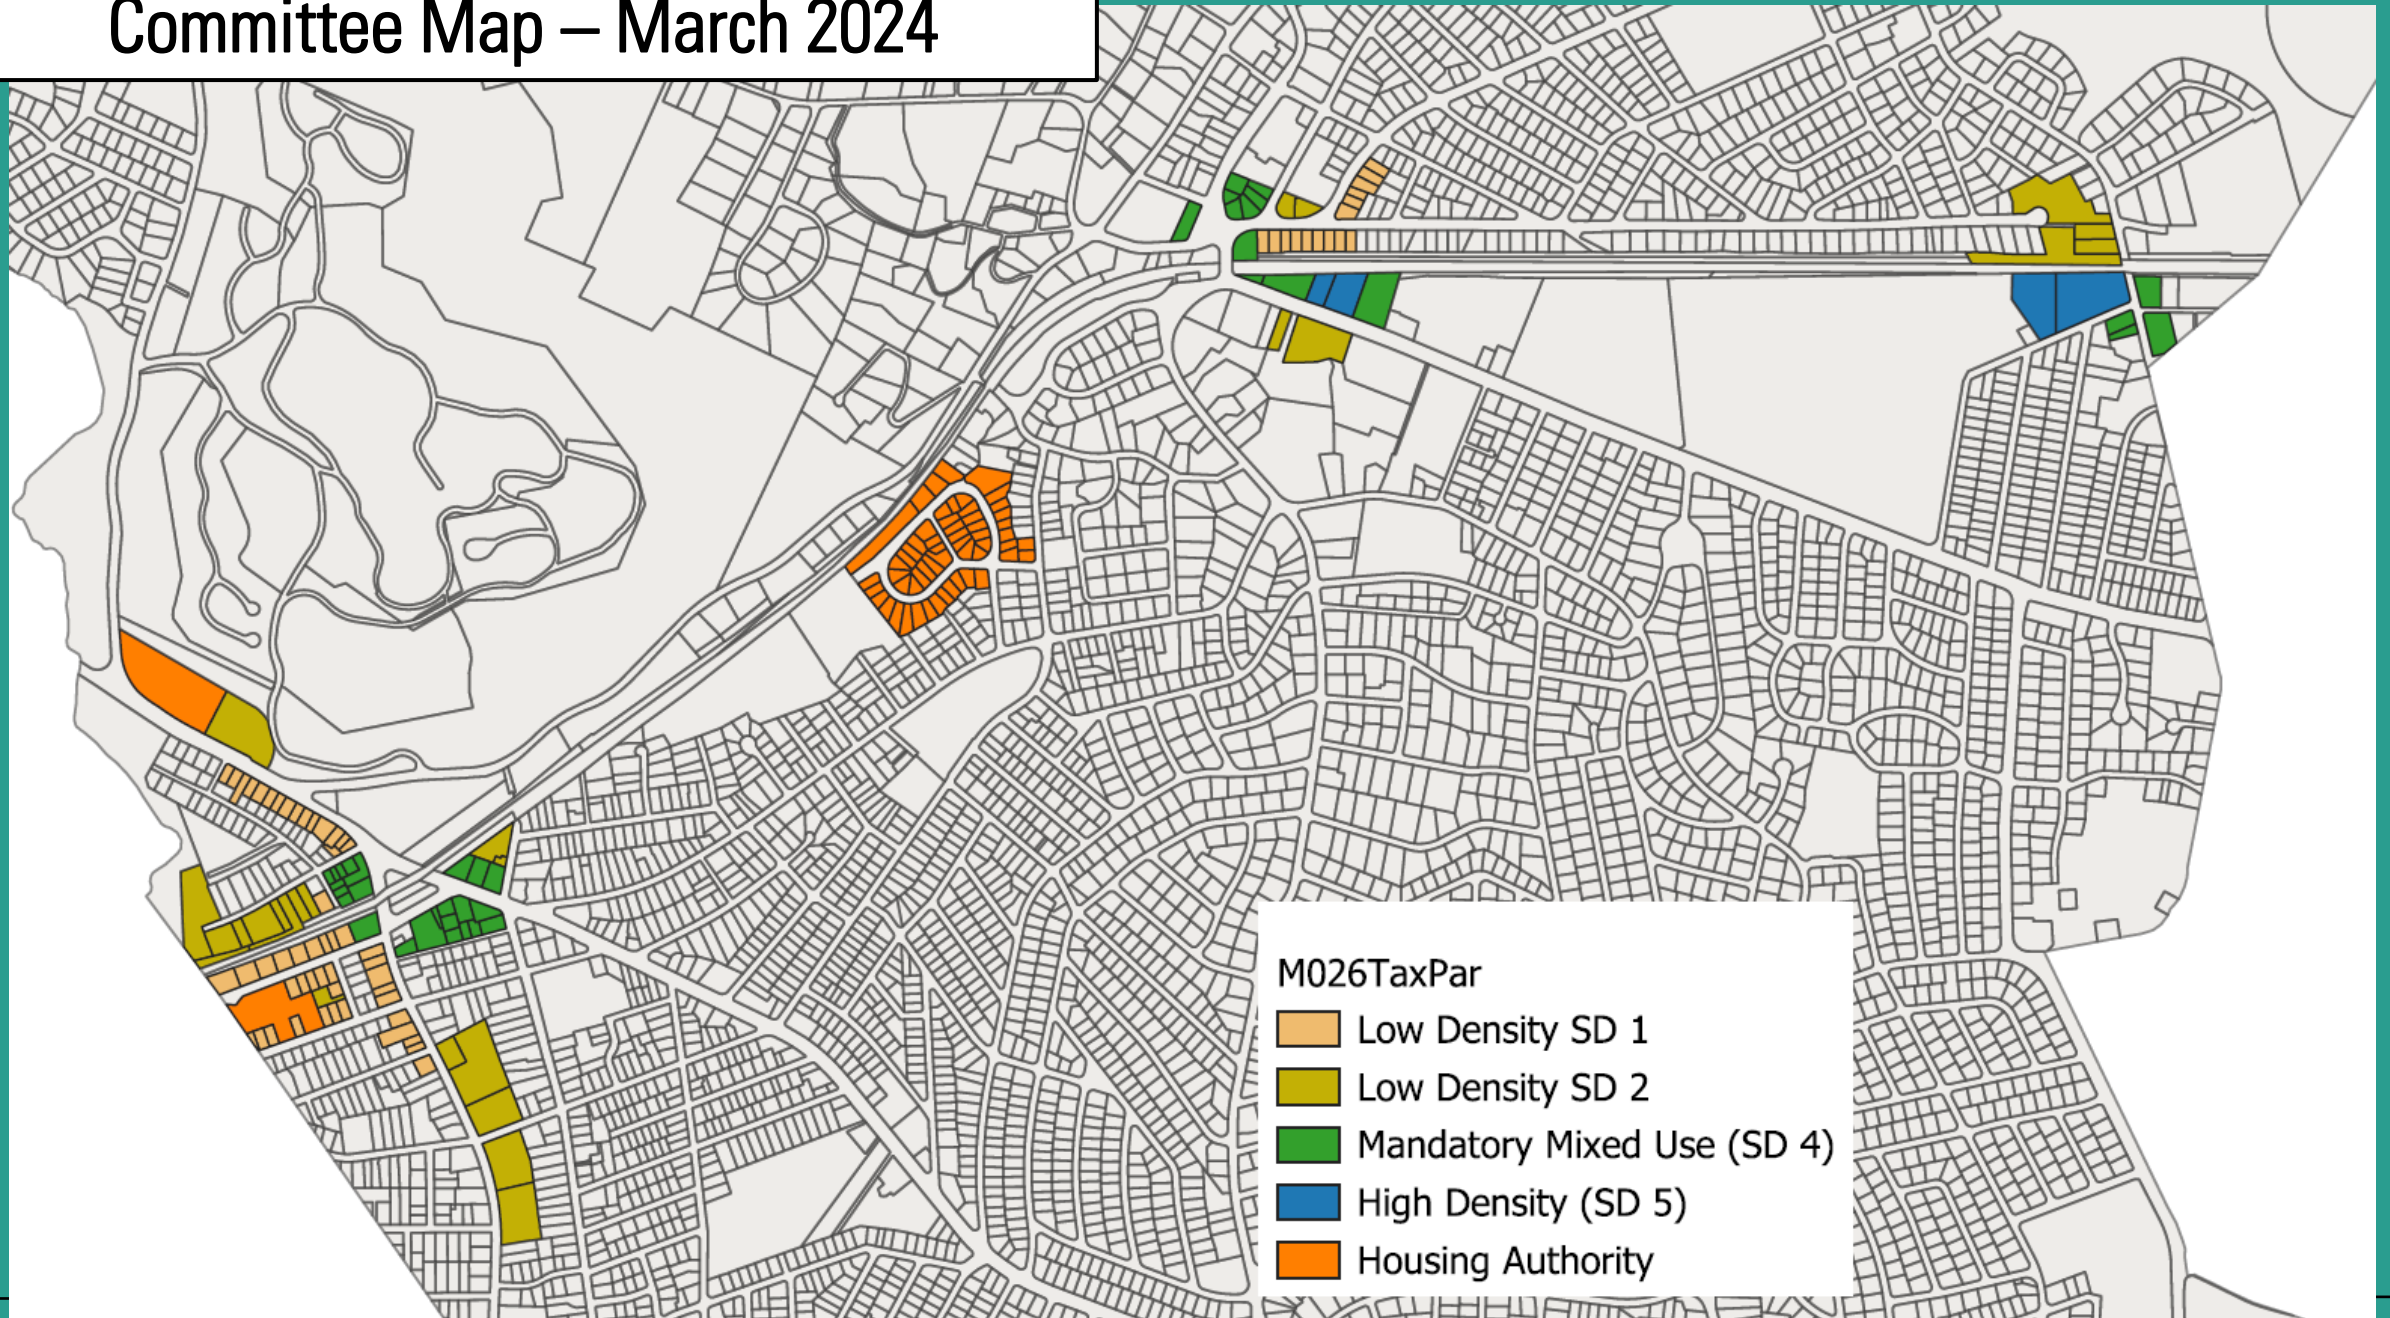 Committee Map – March 2024
M026TaxPar
Low Density SD 1
Low Density SD 2
Mandatory Mixed Use (SD 4)
High Density (SD 5)
Housing Authority